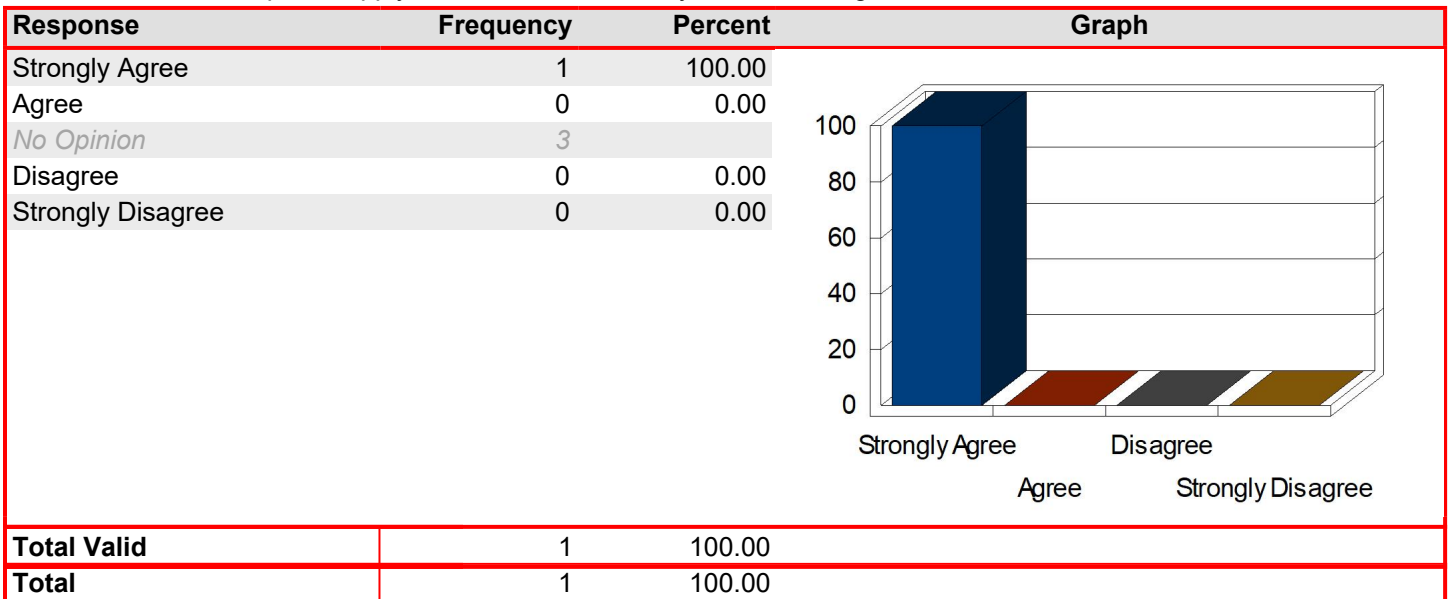 Response Frequency Percent Graph
Strongly Agree 1 100.00
Agree 0 0.00
No Opinion 3
Disagree 0 0.00
Strongly Disagree 0 0.00
100
80
60
40
20
0
Strongly Agree Disagree
Agree Strongly Disagree
Total Valid 1 100.00
Total 1 100.00